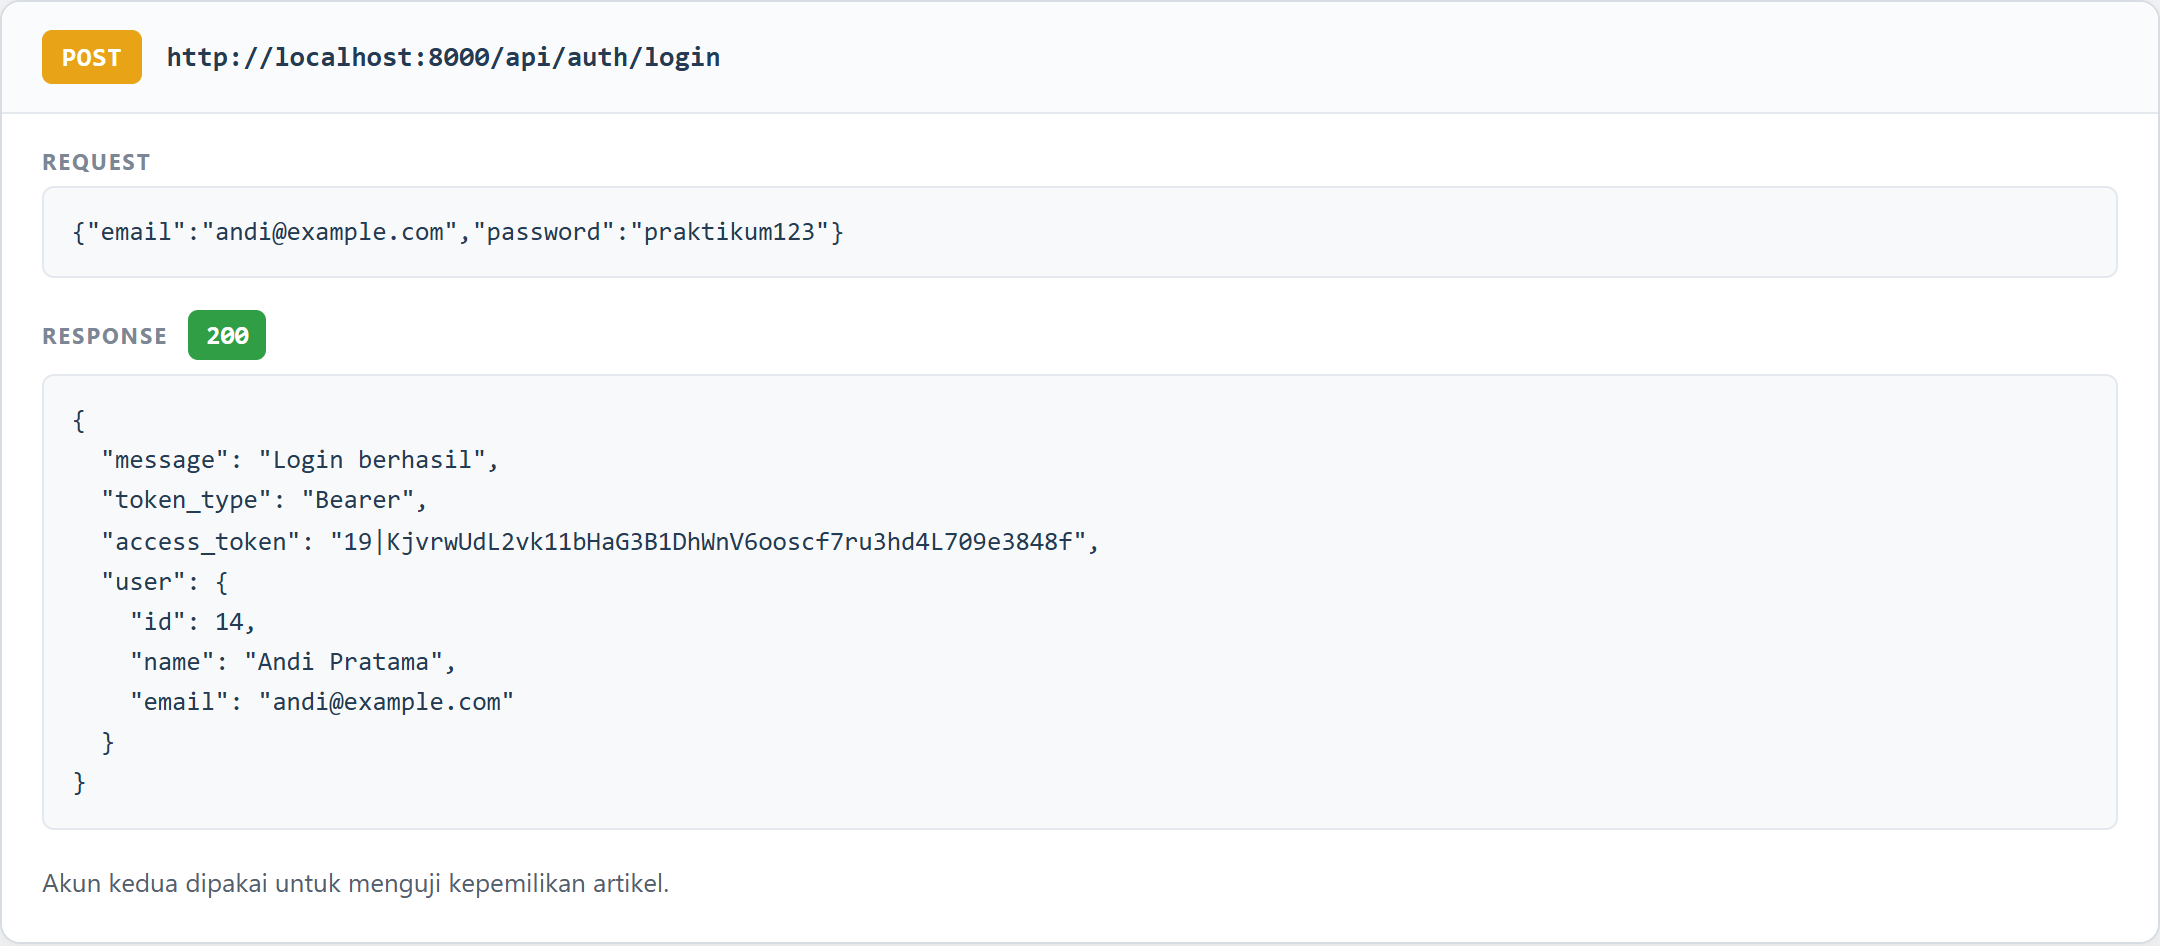 POST http://localhost:8000/api/auth/login
REQUEST
{"email":"andi@example.com","password":"praktikum123"}
RESPONSE 200
{
  "message": "Login berhasil",
  "token_type": "Bearer",
  "access_token": "19|KjvrwUdL2vk11bHaG3B1DhWnV6ooscf7ru3hd4L709e3848f",
  "user": {
    "id": 14,
    "name": "Andi Pratama",
    "email": "andi@example.com"
  }
}
Akun kedua dipakai untuk menguji kepemilikan artikel.